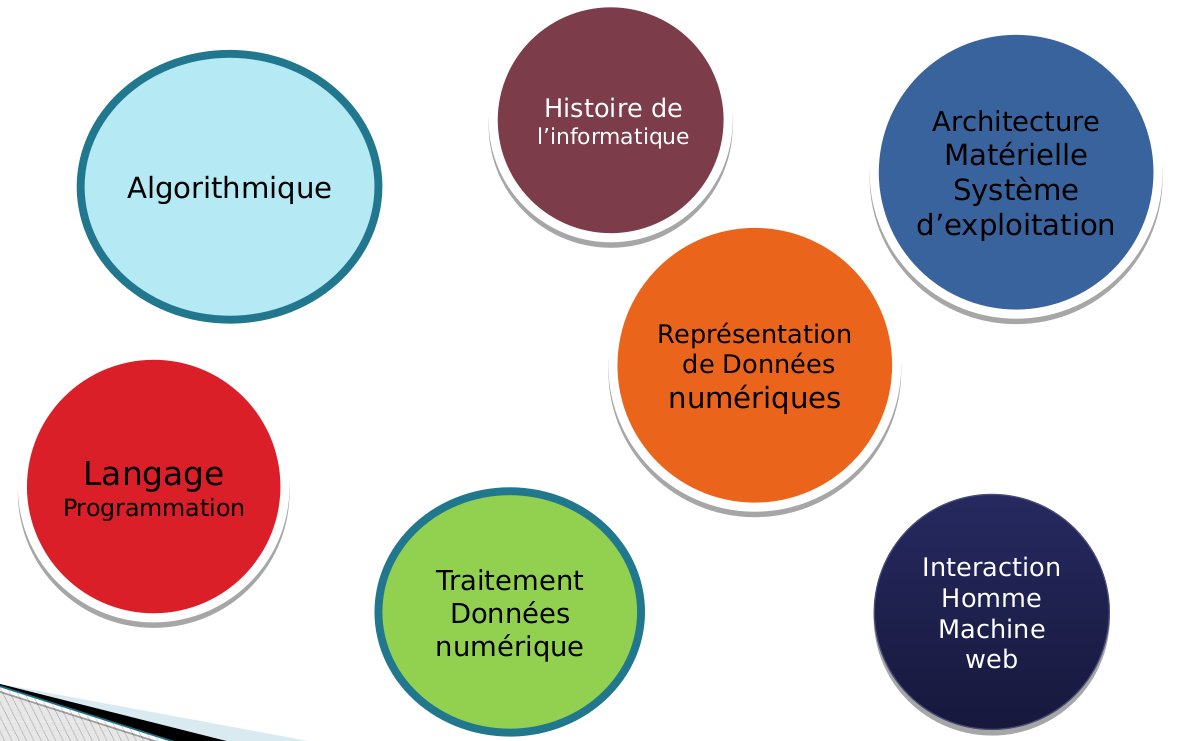 Histoire de
l’informatique
Architecture
Matérielle
Système
d’exploitation
Algorithmique
Représentation
de Données
numériques
Langage
Programmation
Traitement
Données
numérique
Interaction
Homme
Machine
web